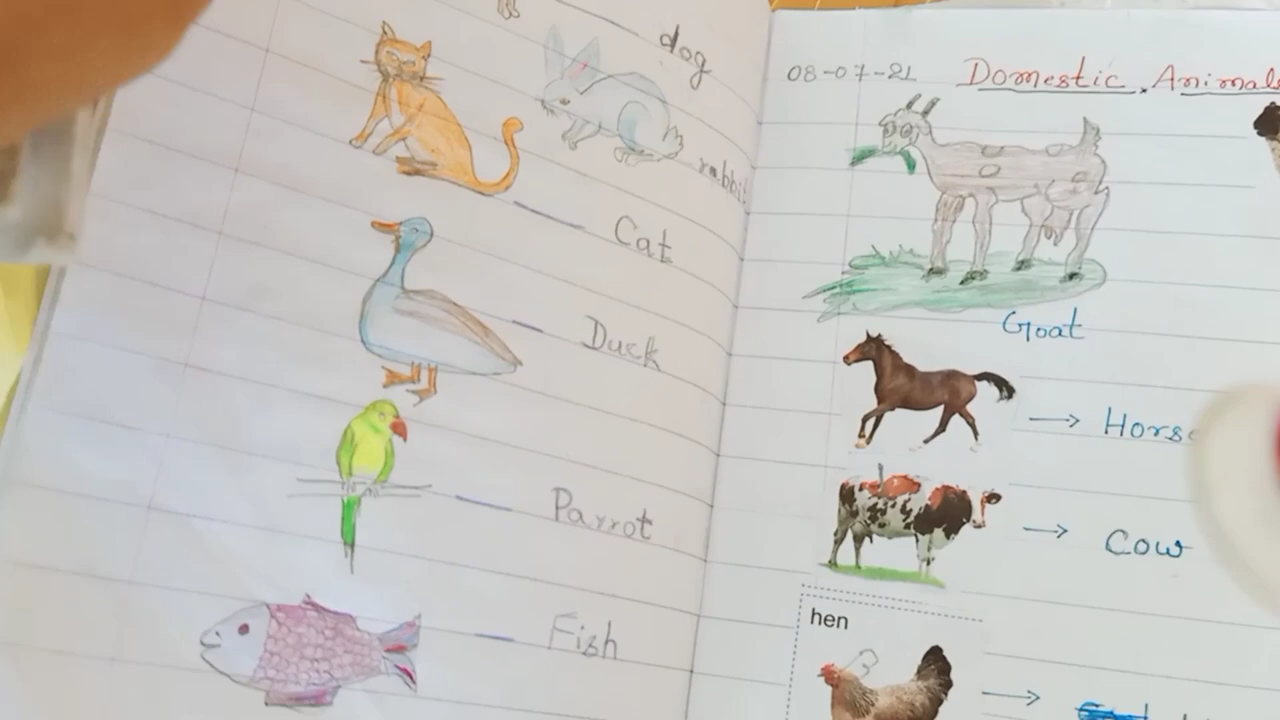 dog
rabbit
Cat
Duck
Parrot
Fish
08-07-21 Domestic Animals
Goat
Horse
Cow
hen